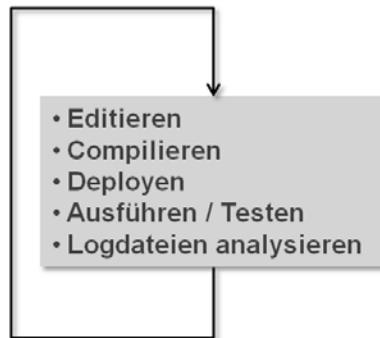 • Editieren
• Compilieren
• Deployen
• Ausführen / Testen
• Logdateien analysieren